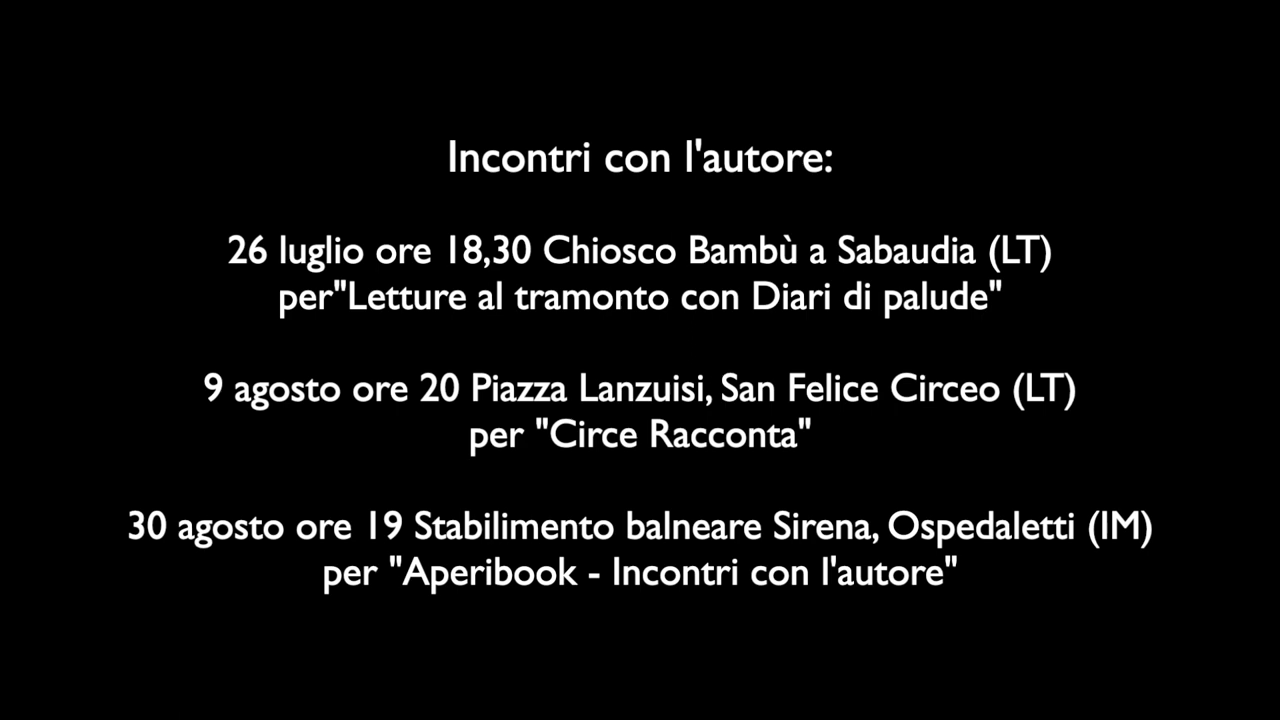 Incontri con l'autore:
26 luglio ore 18,30 Chiosco Bambù a Sabaudia (LT)
per"Letture al tramonto con Diari di palude"
9 agosto ore 20 Piazza Lanzuisi, San Felice Circeo (LT)
per "Circe Racconta"
30 agosto ore 19 Stabilimento balneare Sirena, Ospedaletti (IM)
per "Aperibook - Incontri con l'autore"